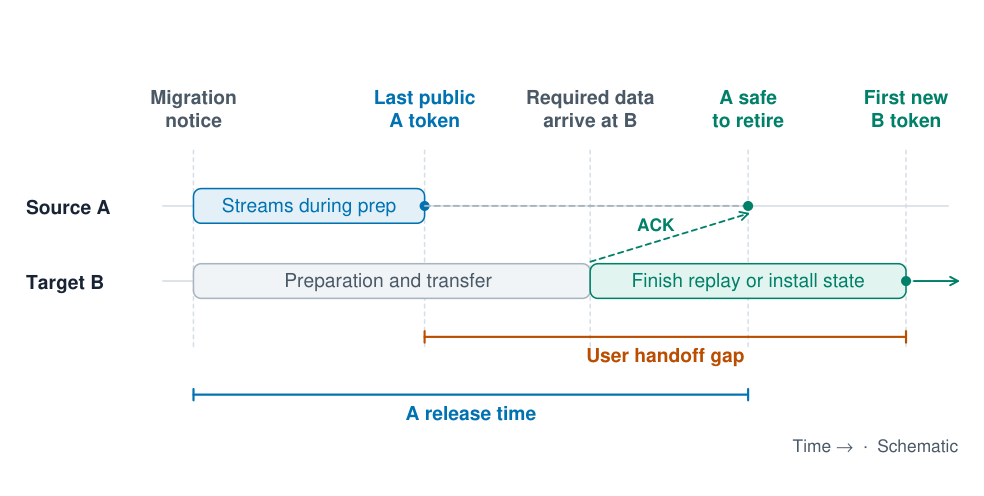 Migration
notice
Last public
A token
Required data
arrive at B
A safe
to retire
First new
B token
Source A
Streams during prep
ACK
Target B
Preparation and transfer
Finish replay or install state
User handoff gap
A release time
Time → · Schematic